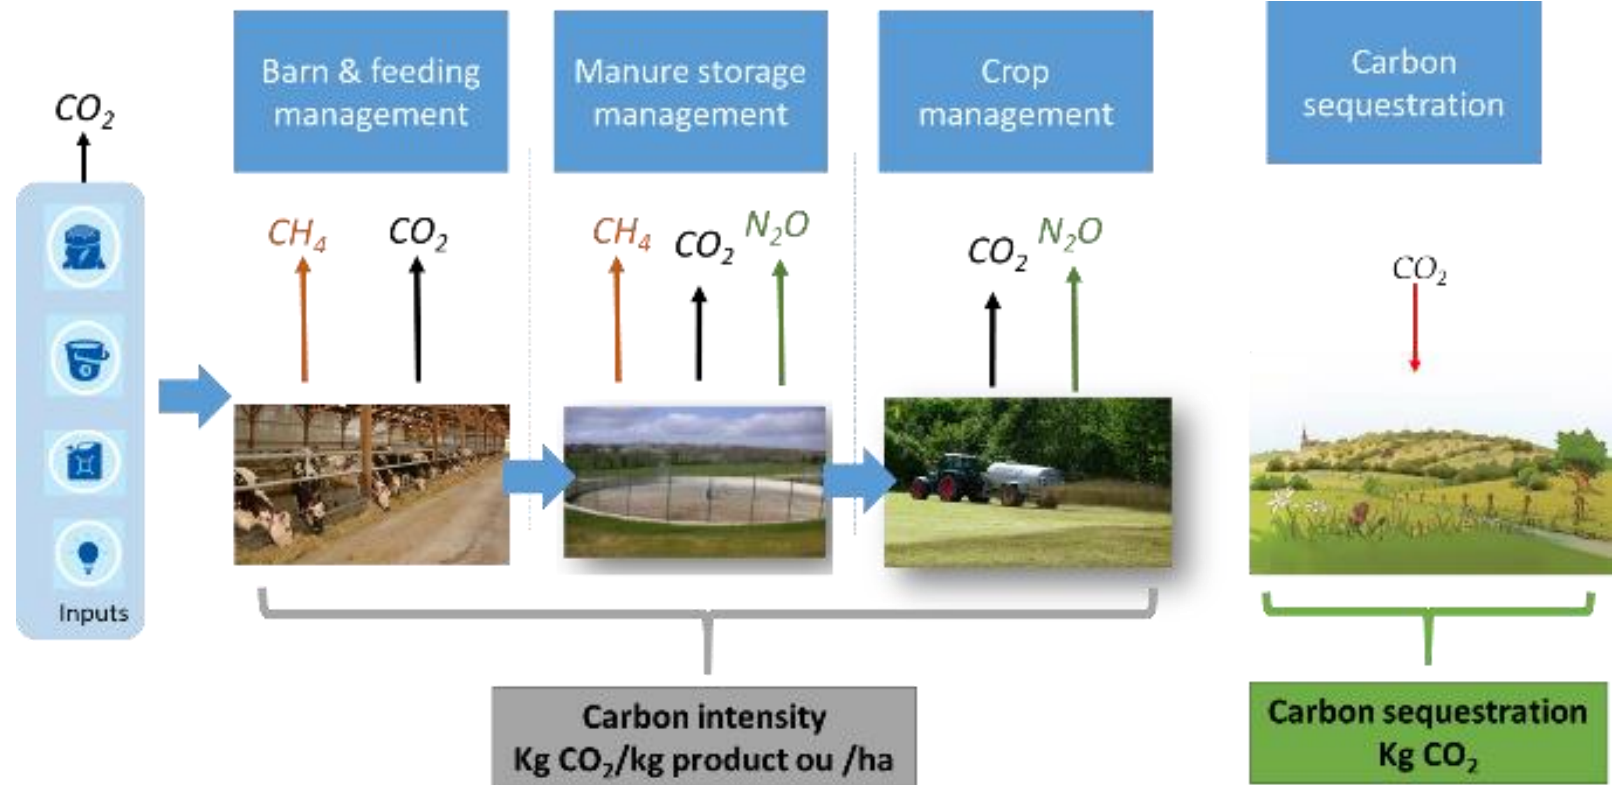 CO₂
Inputs
Barn & feeding
management
CH₄
CO₂
Manure storage
management
CH₄
CO₂
N₂O
Crop
management
CO₂
N₂O
Carbon
sequestration
CO₂
Carbon intensity
Kg CO₂/kg product ou /ha
Carbon sequestration
Kg CO₂